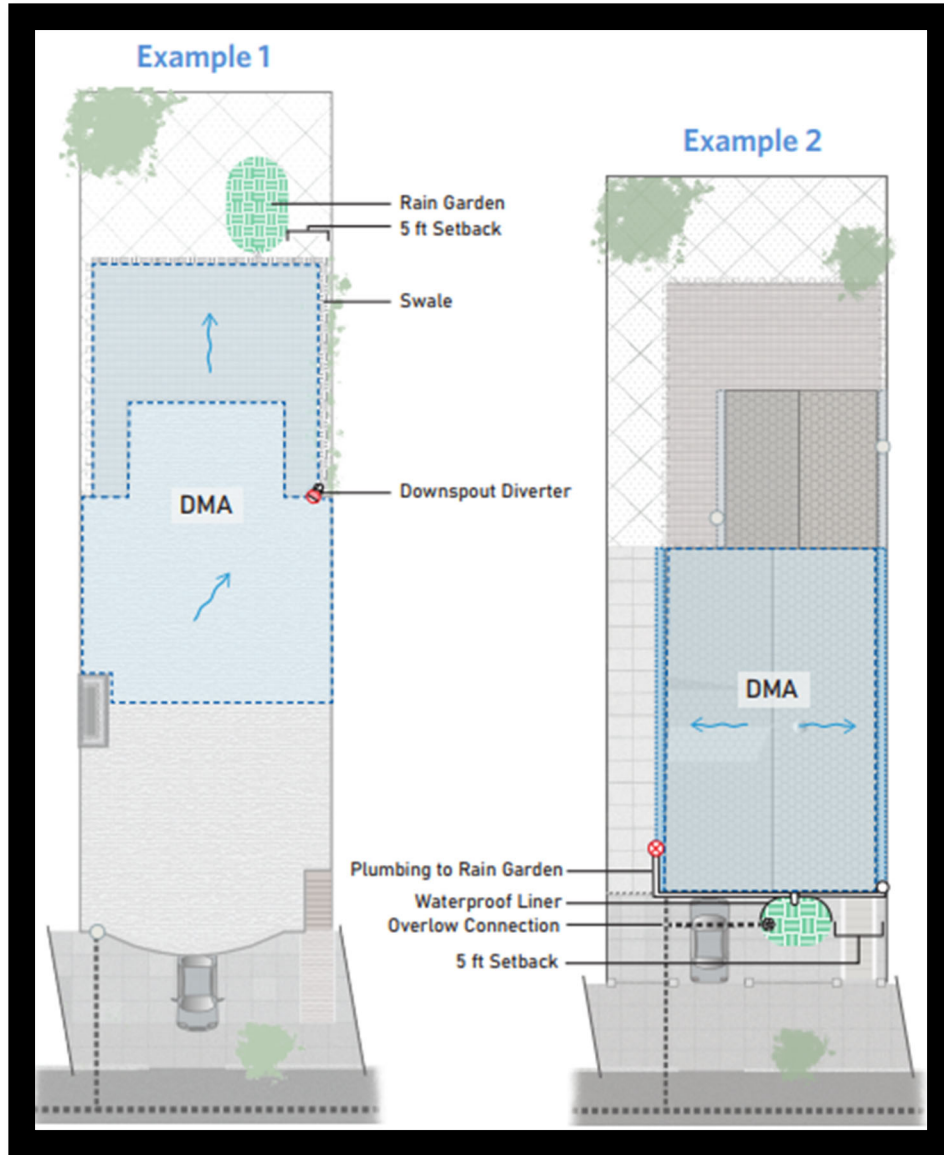 Example 1
Rain Garden
5 ft Setback
Swale
Downspout Diverter
DMA
Example 2
DMA
Plumbing to Rain Garden
Waterproof Liner
Overlow Connection
5 ft Setback